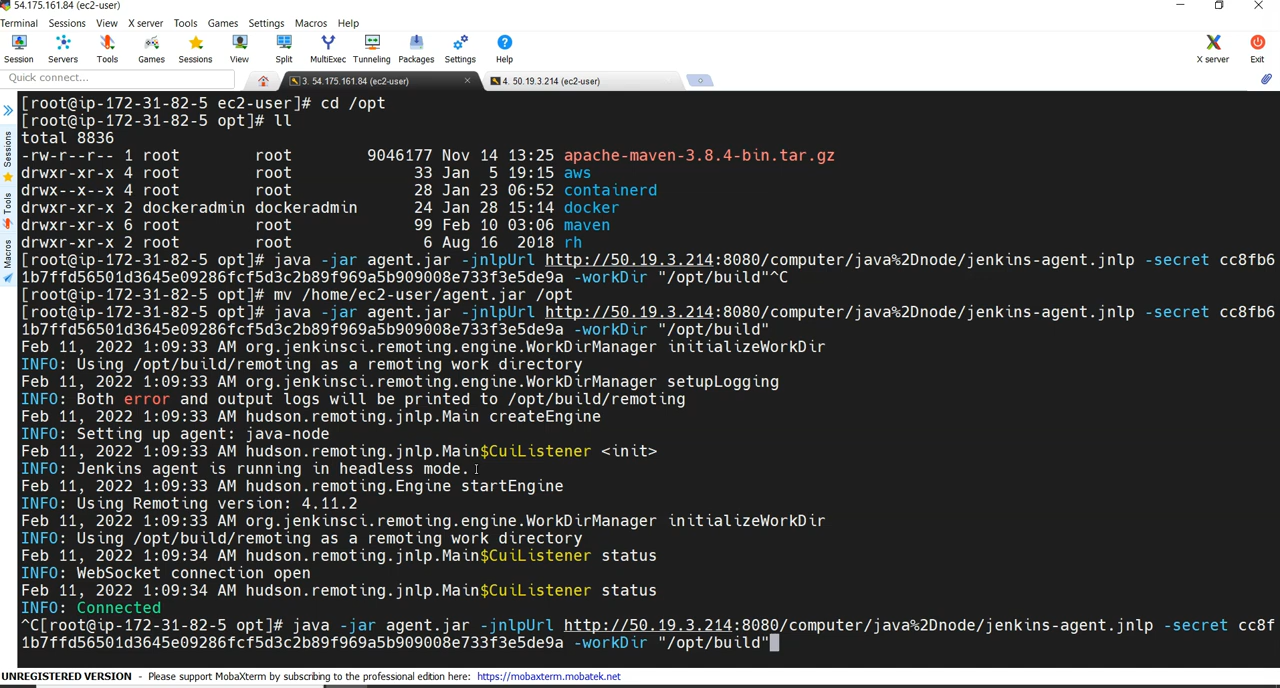 54.175.161.84 (ec2-user)
Terminal Sessions View X server Tools Games Settings Macros Help
Session Servers Tools Games Sessions View Split MultiExec Tunneling Packages Settings Help X server Exit
Quick connect... 3. 54.175.161.84 (ec2-user) 4. 50.19.3.214 (ec2-user)
Sessions
Tools
Macros
[root@ip-172-31-82-5 ec2-user]# cd /opt
[root@ip-172-31-82-5 opt]# ll
total 8836
-rw-r--r-- 1 root root 9046177 Nov 14 13:25 apache-maven-3.8.4-bin.tar.gz
drwxr-xr-x 4 root root 33 Jan 5 19:15 aws
drwx--x--x 4 root root 28 Jan 23 06:52 containerd
drwxr-xr-x 2 dockeradmin dockeradmin 24 Jan 28 15:14 docker
drwxr-xr-x 6 root root 99 Feb 10 03:06 maven
drwxr-xr-x 2 root root 6 Aug 16 2018 rh
[root@ip-172-31-82-5 opt]# java -jar agent.jar -jnlpUrl http://50.19.3.214:8080/computer/java%2Dnode/jenkins-agent.jnlp -secret cc8fb6
1b7ffd56501d3645e09286fcf5d3c2b89f969a5b909008e733f3e5de9a -workDir "/opt/build"^C
[root@ip-172-31-82-5 opt]# mv /home/ec2-user/agent.jar /opt
[root@ip-172-31-82-5 opt]# java -jar agent.jar -jnlpUrl http://50.19.3.214:8080/computer/java%2Dnode/jenkins-agent.jnlp -secret cc8fb6
1b7ffd56501d3645e09286fcf5d3c2b89f969a5b909008e733f3e5de9a -workDir "/opt/build"
Feb 11, 2022 1:09:33 AM org.jenkinsci.remoting.engine.WorkDirManager initializeWorkDir
INFO: Using /opt/build/remoting as a remoting work directory
Feb 11, 2022 1:09:33 AM org.jenkinsci.remoting.engine.WorkDirManager setupLogging
INFO: Both error and output logs will be printed to /opt/build/remoting
Feb 11, 2022 1:09:33 AM hudson.remoting.jnlp.Main createEngine
INFO: Setting up agent: java-node
Feb 11, 2022 1:09:33 AM hudson.remoting.jnlp.Main$CuiListener <init>
INFO: Jenkins agent is running in headless mode.
Feb 11, 2022 1:09:33 AM hudson.remoting.Engine startEngine
INFO: Using Remoting version: 4.11.2
Feb 11, 2022 1:09:33 AM org.jenkinsci.remoting.engine.WorkDirManager initializeWorkDir
INFO: Using /opt/build/remoting as a remoting work directory
Feb 11, 2022 1:09:34 AM hudson.remoting.jnlp.Main$CuiListener status
INFO: WebSocket connection open
Feb 11, 2022 1:09:34 AM hudson.remoting.jnlp.Main$CuiListener status
INFO: Connected
^C[root@ip-172-31-82-5 opt]# java -jar agent.jar -jnlpUrl http://50.19.3.214:8080/computer/java%2Dnode/jenkins-agent.jnlp -secret cc8f
1b7ffd56501d3645e09286fcf5d3c2b89f969a5b909008e733f3e5de9a -workDir "/opt/build"
UNREGISTERED VERSION - Please support MobaXterm by subscribing to the professional edition here: https://mobaxterm.mobatek.net